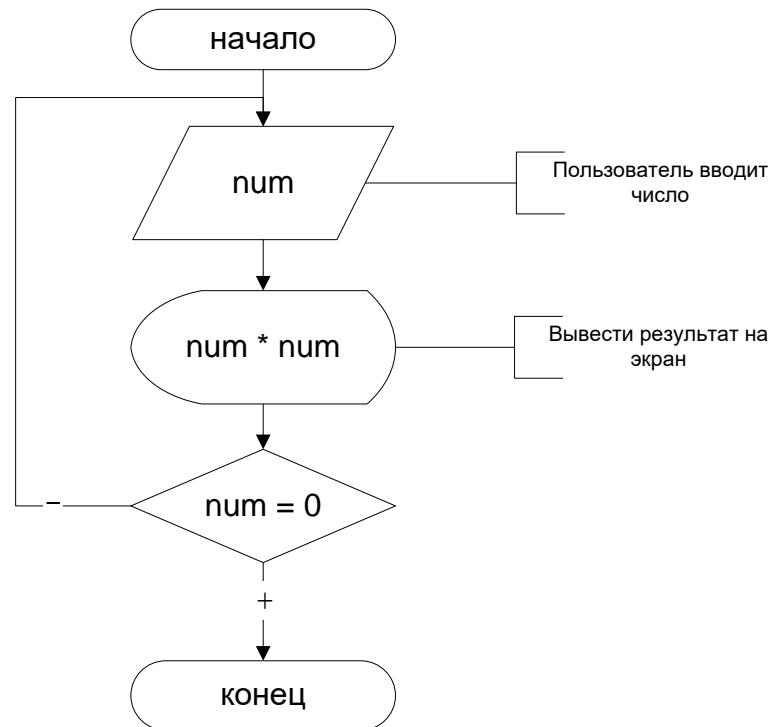 начало
num
Пользователь вводит
число
num * num
Вывести результат на
экран
num = 0
–
+
конец